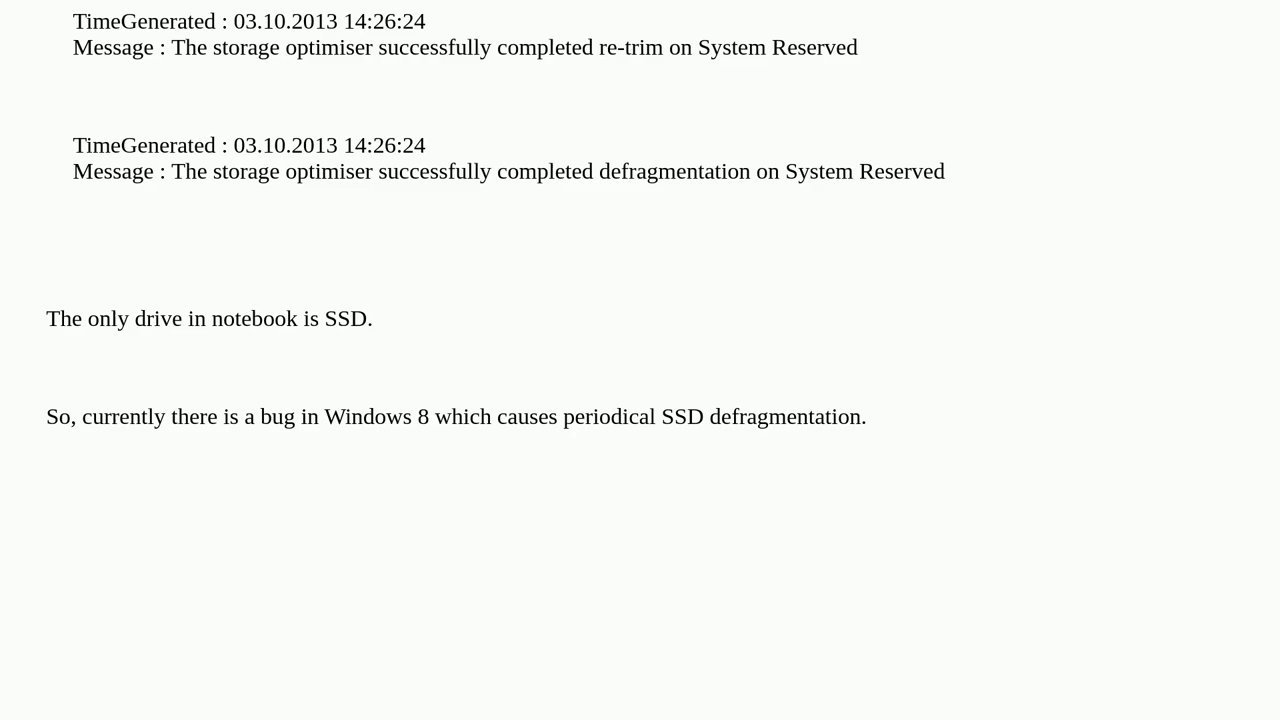 TimeGenerated : 03.10.2013 14:26:24
Message : The storage optimiser successfully completed re-trim on System Reserved
TimeGenerated : 03.10.2013 14:26:24
Message : The storage optimiser successfully completed defragmentation on System Reserved
The only drive in notebook is SSD.
So, currently there is a bug in Windows 8 which causes periodical SSD defragmentation.